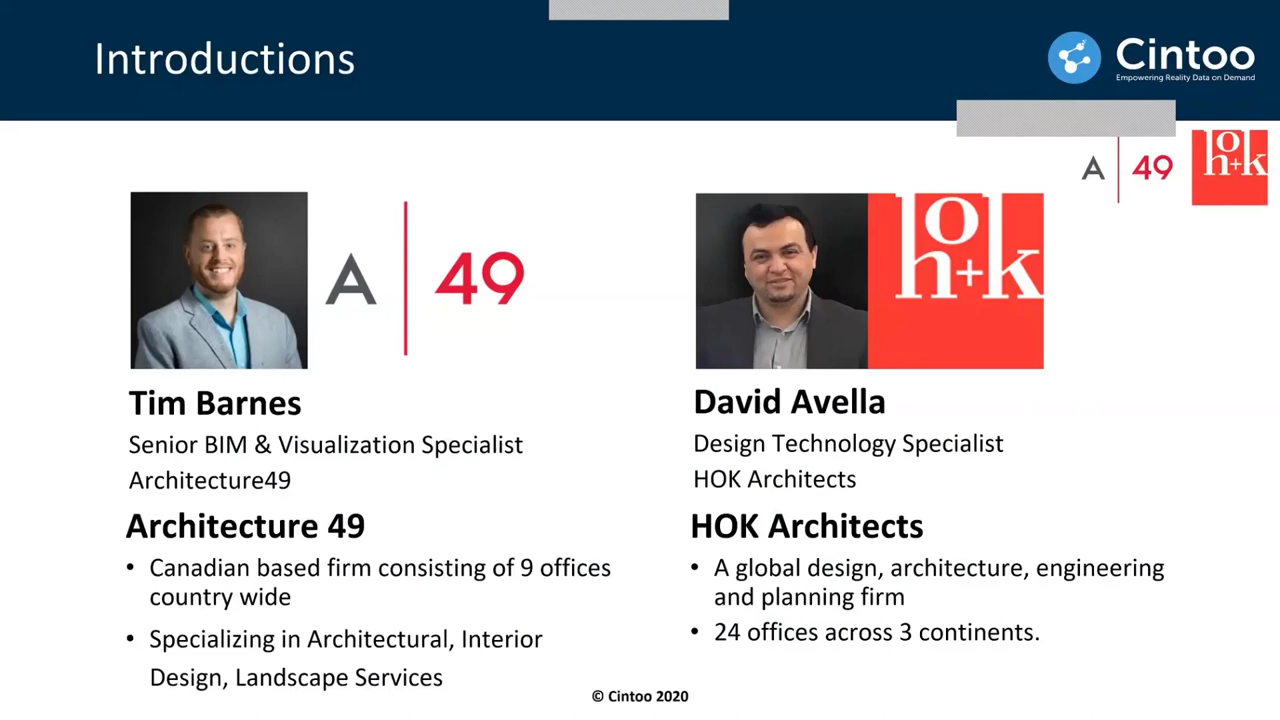 Introductions
Cintoo
Empowering Reality Data on Demand
A | 49
ho+k
A | 49
ho+k
Tim Barnes
Senior BIM & Visualization Specialist
Architecture49
Architecture 49
• Canadian based firm consisting of 9 offices
country wide
• Specializing in Architectural, Interior
Design, Landscape Services
David Avella
Design Technology Specialist
HOK Architects
HOK Architects
• A global design, architecture, engineering
and planning firm
• 24 offices across 3 continents.
© Cintoo 2020